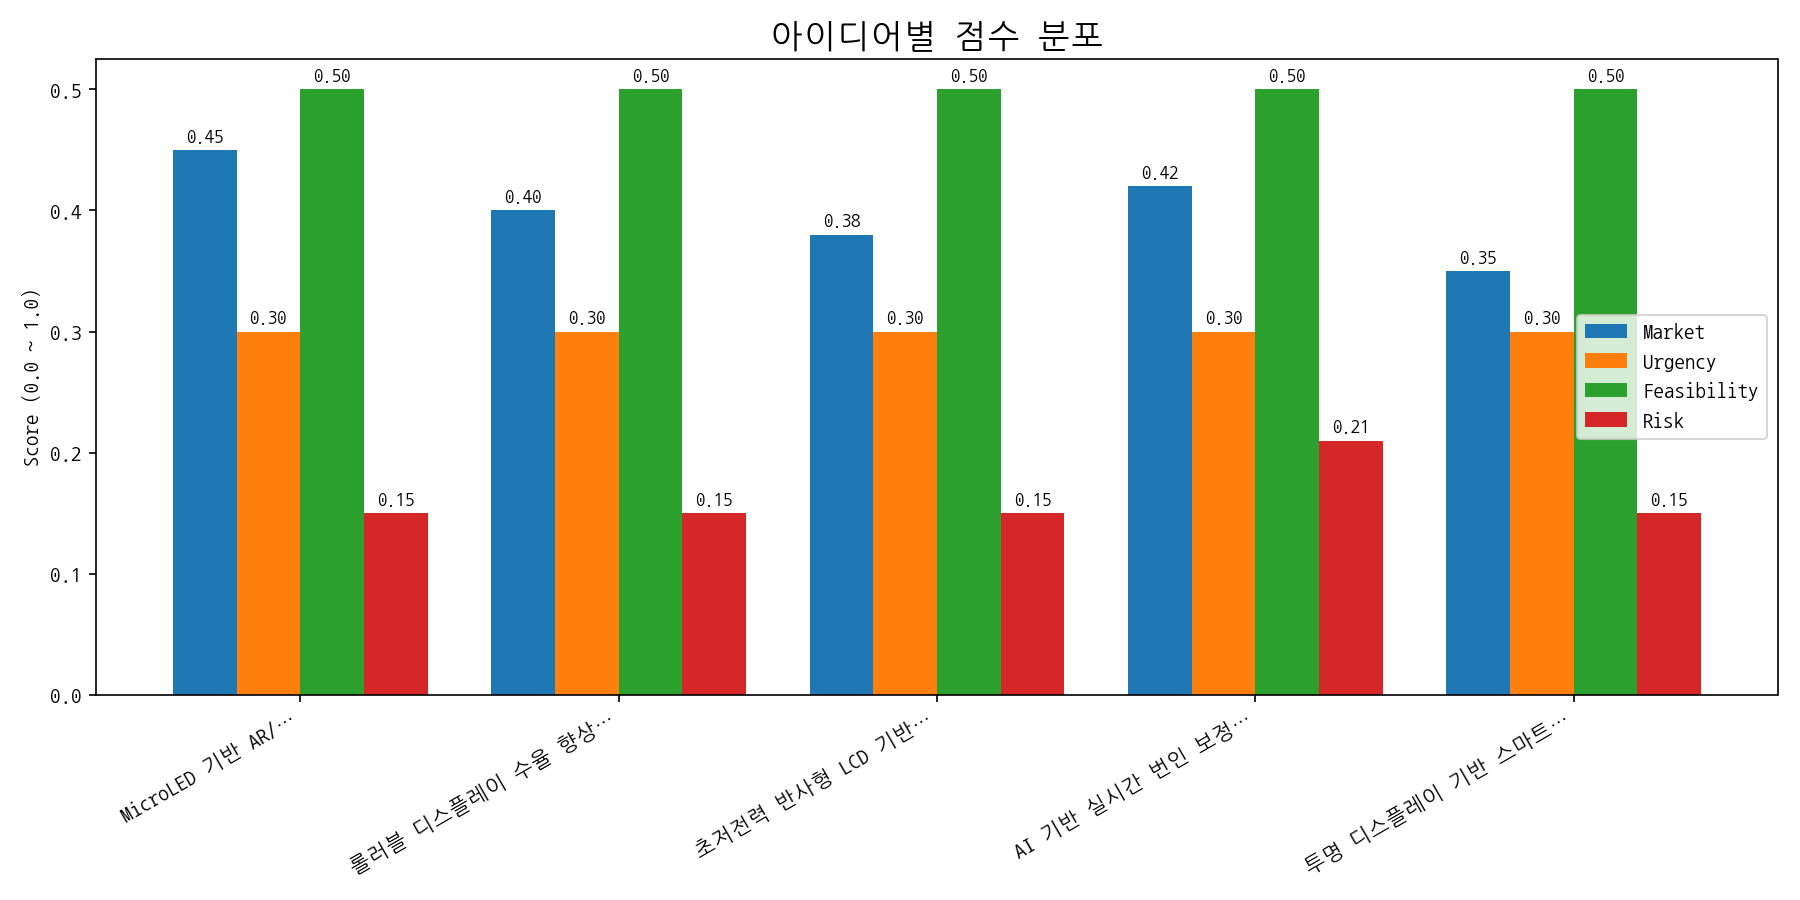 아이디어별 점수 분포
Score (0.0 ~ 1.0)
0.5
0.4
0.3
0.2
0.1
0.0
0.45
0.30
0.50
0.15
0.40
0.30
0.50
0.15
0.38
0.30
0.50
0.15
0.42
0.30
0.50
0.21
0.35
0.30
0.50
0.15
Market
Urgency
Feasibility
Risk
MicroLED 기반 AR/…
롤러블 디스플레이 수율 향상…
초저전력 반사형 LCD 기반…
AI 기반 실시간 번인 보정…
투명 디스플레이 기반 스마트…